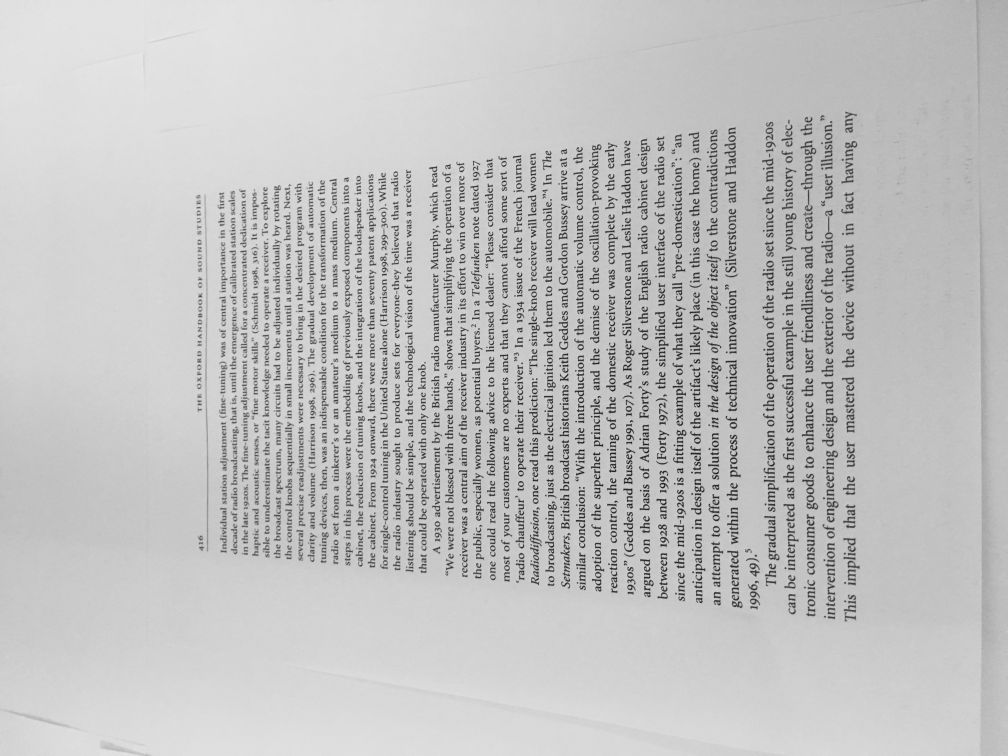 416 THE OXFORD HANDBOOK OF SOUND STUDIES
Individual station adjustment (fine-tuning) was of central importance in the first
decade of radio broadcasting, that is, until the emergence of calibrated station scales
in the late 1920s. The fine-tuning adjustment called for a concentrated dedication of
haptic and acoustic senses, or "fine motor skills" (Schmidt 1998, 316). It is impos-
sible to underestimate the tacit knowledge needed to operate a receiver. To explore
the broadcast spectrum, many circuits had to be adjusted individually by rotating
the control knobs sequentially in small increments until a station was heard. Next,
several precise readjustments were necessary to bring in the desired program with
clarity and volume (Harrison 1998, 296). The gradual development of automatic
tuning devices, then, was an indispensable condition for the transformation of the
radio set from a tinkerer's or an amateur's medium to a mass medium. Central
steps in this process were the embedding of previously exposed components into a
cabinet, the reduction of tuning knobs, and the integration of the loudspeaker into
the cabinet. From 1924 onward, there were more than seventy patent applications
for single-control tuning in the United States alone (Harrison 1998, 299–300). While
the radio industry sought to produce sets for everyone-they believed that radio
listening should be simple, and the technological vision of the time was a receiver
that could be operated with only one knob.
A 1930 advertisement by the British radio manufacturer Murphy, which read
"We were not blessed with three hands," shows that simplifying the operation of a
receiver was a central aim of the receiver industry in its effort to win over more of
the public, especially women, as potential buyers.² In a Telefunken note dated 1927
one could read the following advice to the licensed dealer: "Please consider that
most of your customers are no experts and that they cannot afford some sort of
'radio chauffeur' to operate their receiver."³ In a 1934 issue of the French journal
Radiodiffusion, one read this prediction: "The single-knob receiver will lead women
to broadcasting, just as the electrical ignition led them to the automobile."⁴ In The
Setmakers, British broadcast historians Keith Geddes and Gordon Bussey arrive at a
similar conclusion: "With the introduction of the automatic volume control, the
adoption of the superhet principle, and the demise of the oscillation-provoking
reaction control, the taming of the domestic receiver was complete by the early
1930s" (Geddes and Bussey 1991, 107). As Roger Silverstone and Leslie Haddon have
argued on the basis of Adrian Forty's study of the English radio cabinet design
between 1928 and 1993 (Forty 1972), the simplified user interface of the radio set
since the mid-1920s is a fitting example of what they call "pre-domestication": "an
anticipation in design itself of the artifact's likely place (in this case the home) and
an attempt to offer a solution in the design of the object itself to the contradictions
generated within the process of technical innovation" (Silverstone and Haddon
1996, 49).⁵
The gradual simplification of the operation of the radio set since the mid-1920s
can be interpreted as the first successful example in the still young history of elec-
tronic consumer goods to enhance the user friendliness and create—through the
intervention of engineering design and the exterior of the radio—a "user illusion."
This implied that the user mastered the device without in fact having any